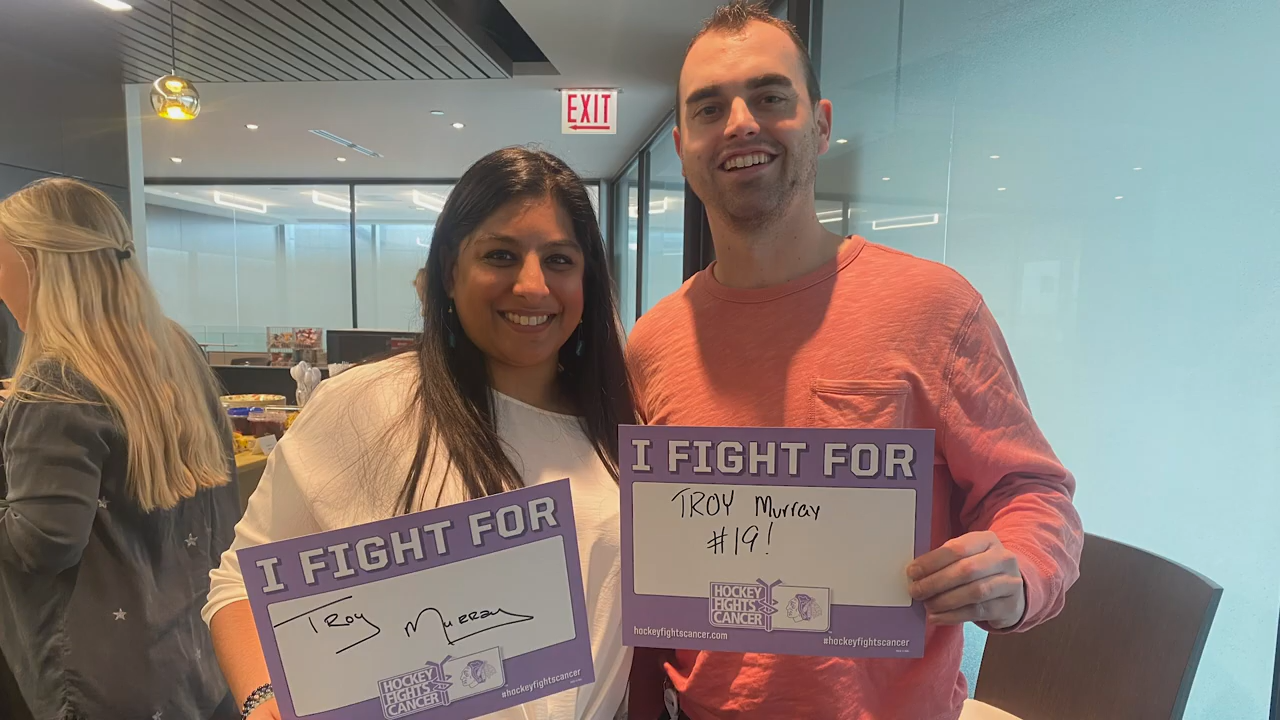 EXIT
I FIGHT FOR
TROY Murray
#19!
HOCKEY
FIGHTS
CANCER
hockeyfightscancer.com
#hockeyfightscancer
I FIGHT FOR
TROY MURRAY
HOCKEY
FIGHTS
CANCER
#hockeyfightscancer